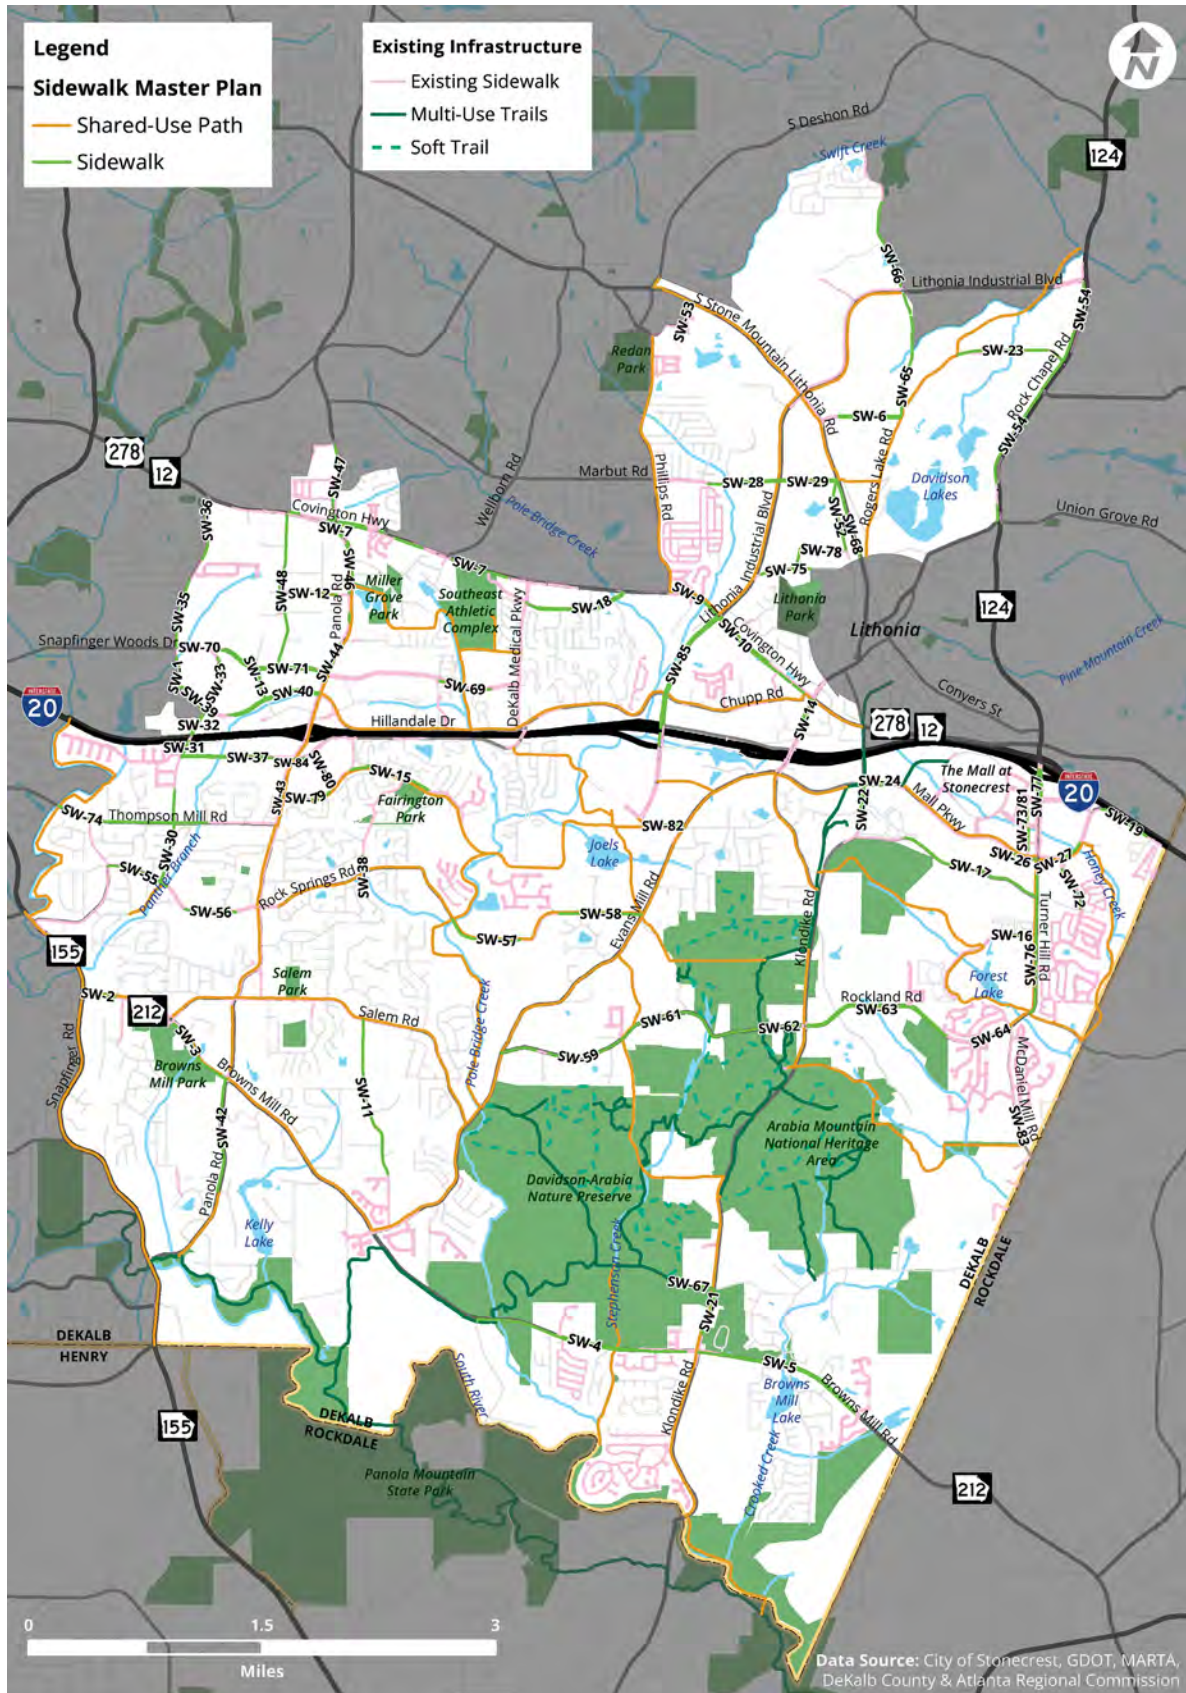 Legend
Sidewalk Master Plan
Shared-Use Path
Sidewalk
Existing Infrastructure
Existing Sidewalk
Multi-Use Trails
Soft Trail
N
S Deshon Rd
Swift Creek
124
SW-66
Lithonia Industrial Blvd
SW-54
SW-53
S Stone Mountain Lithonia Rd
Redan
Park
SW-23
Rock Chapel Rd
SW-65
SW-6
SW-54
278
12
SW-47
Wellborn Rd
Marbut Rd
Phillips Rd
SW-28
SW-29
Rogers Lake Rd
Davidson
Lakes
Union Grove Rd
SW-36
Covington Hwy
SW-7
Pole Bridge Creek
Lithonia Industrial Blvd
SW-52
SW-68
SW-78
SW-46
SW-7
SW-75
SW-48
SW-12
Panola Rd
Miller
Grove
Park
Southeast
Athletic
Complex
SW-35
SW-18
SW-9
Lithonia
Park
124
Lithonia
Snapfinger Woods Dr
SW-70
SW-10
Covington Hwy
Pine Mountain Creek
SW-1
SW-33
SW-13
SW-71
SW-44
SW-69
DeKalb Medical Pkwy
SW-85
Chupp Rd
Conyers St
SW-39
SW-40
INTERSTATE
20
SW-32
Hillandale Dr
SW-14
278
12
SW-31
SW-37
SW-84
SW-80
SW-15
SW-24
The Mall at
Stonecrest
SW-77
INTERSTATE
20
SW-43
SW-79
Fairington
Park
SW-22
Mall Pkwy
SW-73/81
SW-19
SW-74
Thompson Mill Rd
SW-30
SW-82
Joels
Lake
Panther Branch
SW-55
SW-38
Rock Springs Rd
SW-26
SW-27
SW-17
SW-72
Honey Creek
SW-56
SW-58
Evans Mill Rd
Klondike Rd
Turner Hill Rd
SW-57
SW-16
SW-76
155
Salem
Park
Forest
Lake
SW-2
212
Salem Rd
Pole Bridge Creek
SW-61
SW-62
Rockland Rd
SW-63
SW-64
SW-3
Snapfinger Rd
Browns
Mill Park
Browns Mill Rd
SW-59
McDaniel Mill Rd
SW-11
SW-42
Panola Rd
SW-83
Arabia Mountain
National Heritage
Area
Davidson-Arabia
Nature Preserve
Kelly
Lake
Stephenson Creek
DEKALB
ROCKDALE
SW-67
SW-21
DEKALB
HENRY
SW-4
SW-5
South River
Klondike Rd
Browns
Mill
Lake
Browns Mill Rd
DEKALB
ROCKDALE
155
Panola Mountain
State Park
Crooked Creek
212
0
1.5
3
Miles
Data Source: City of Stonecrest, GDOT, MARTA,
DeKalb County & Atlanta Regional Commission